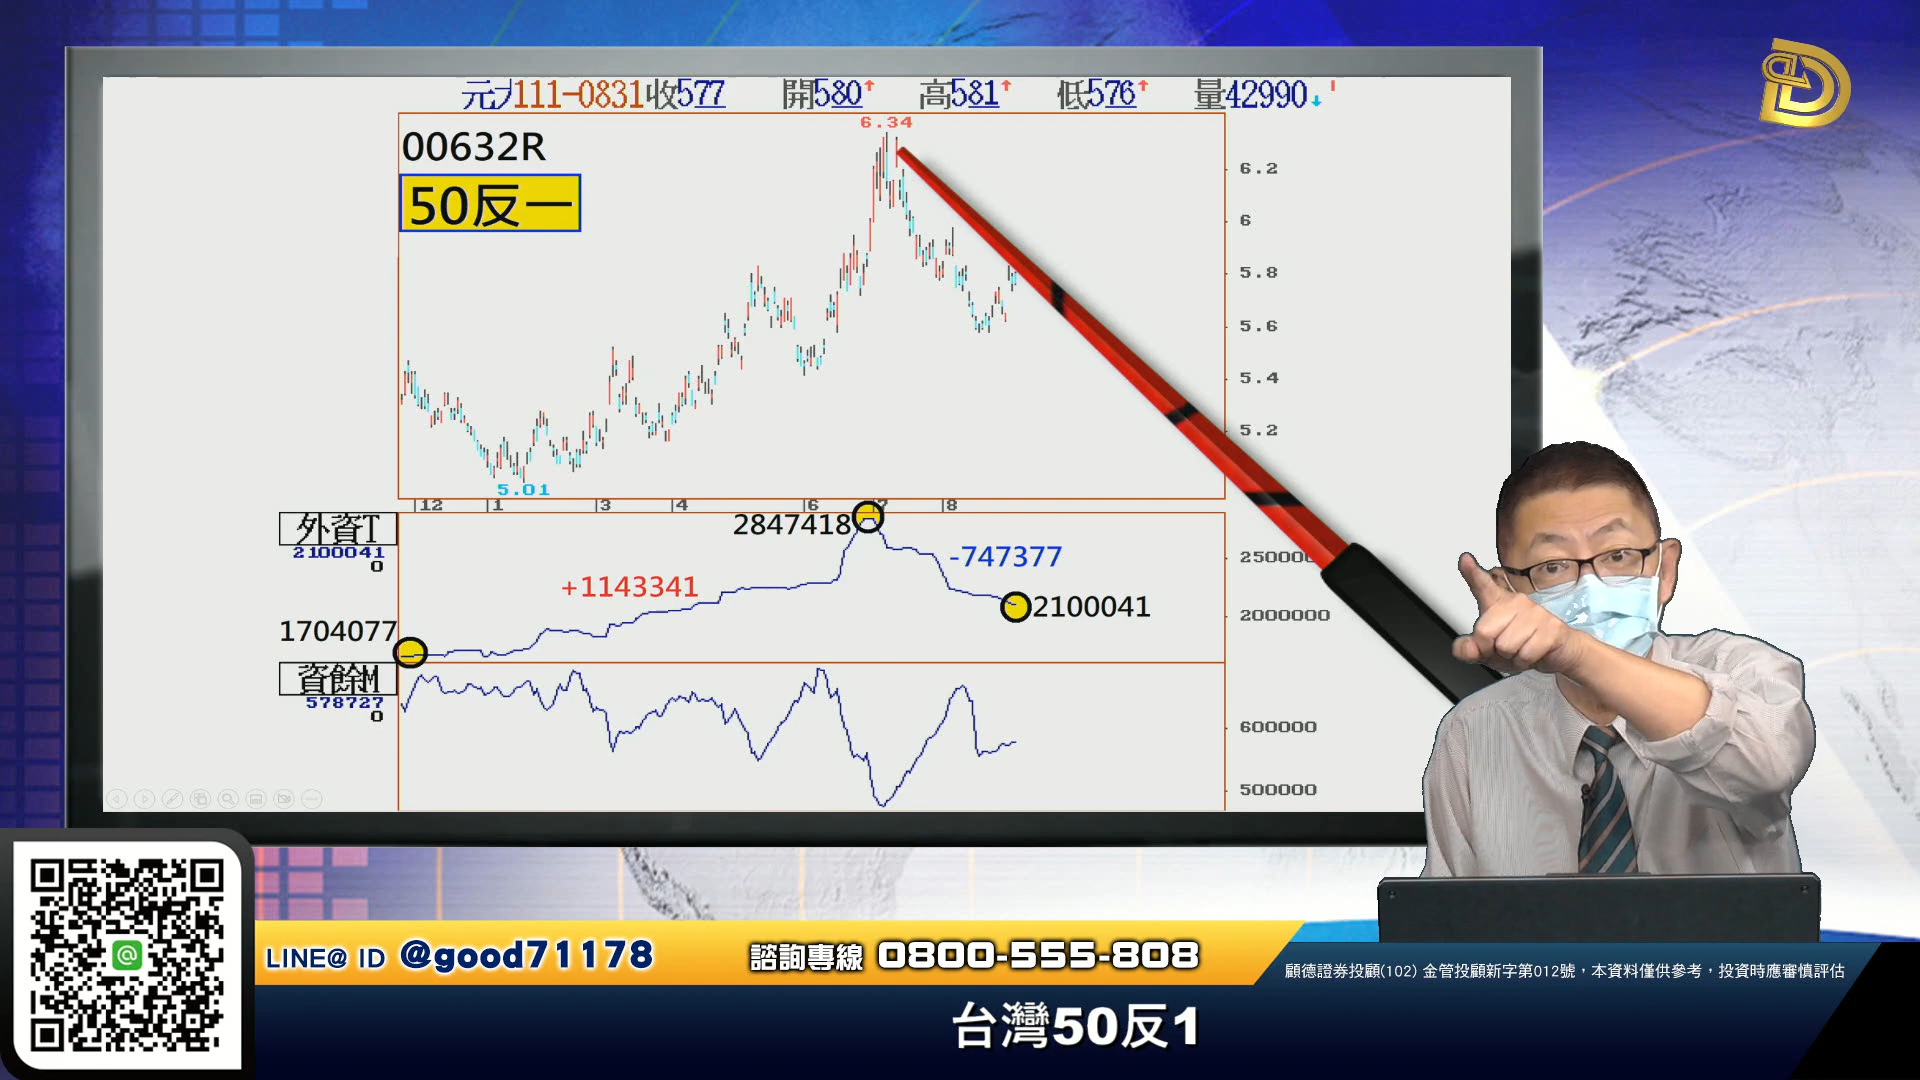 元大111-0831收577 開580↑ 高581↑ 低576↑ 量42990↓
6.34
00632R
50反一
6.2
6
5.8
5.6
5.4
5.2
5.01
12 1 3 4 6 7 8
外資T
2100041
0
2847418
-747377
2500000
+1143341
2100041
2000000
1704077
資餘M
578727
0
600000
500000
LINE@ ID @good71178
諮詢專線 0800-555-808
顧德證券投顧(102) 金管投顧新字第012號，本資料僅供參考，投資時應審慎評估
台灣50反1